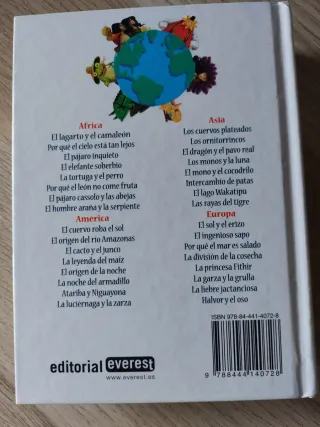 Africa
El lagarto y el camaleón
Por qué el cielo está tan lejos
El pájaro inquieto
El elefante soberbio
La tortuga y el perro
Por qué el león no come fruta
El pájaro cassolo y las abejas
El hombre araña y la serpiente
America
El cuervo roba el sol
El origen del río Amazonas
El cacto y el junco
La leyenda del maíz
El origen de la noche
La noche del armadillo
Atariba y Niguayona
La luciérnaga y la zarza
Asia
Los cuervos plateados
Los ornitorrincos
El dragón y el pavo real
Los monos y la luna
El mono y el cocodrilo
Intercambio de patas
El lago Wakatipu
Las rayas del tigre
Europa
El sol y el erizo
El ingenioso sapo
Por qué el mar es salado
La división de la cosecha
La princesa Fithir
La garza y la grulla
La liebre jactanciosa
Halvor y el oso
editorial everest
www.everest.es
ISBN 978-84-441-4072-8
9 788444 140728